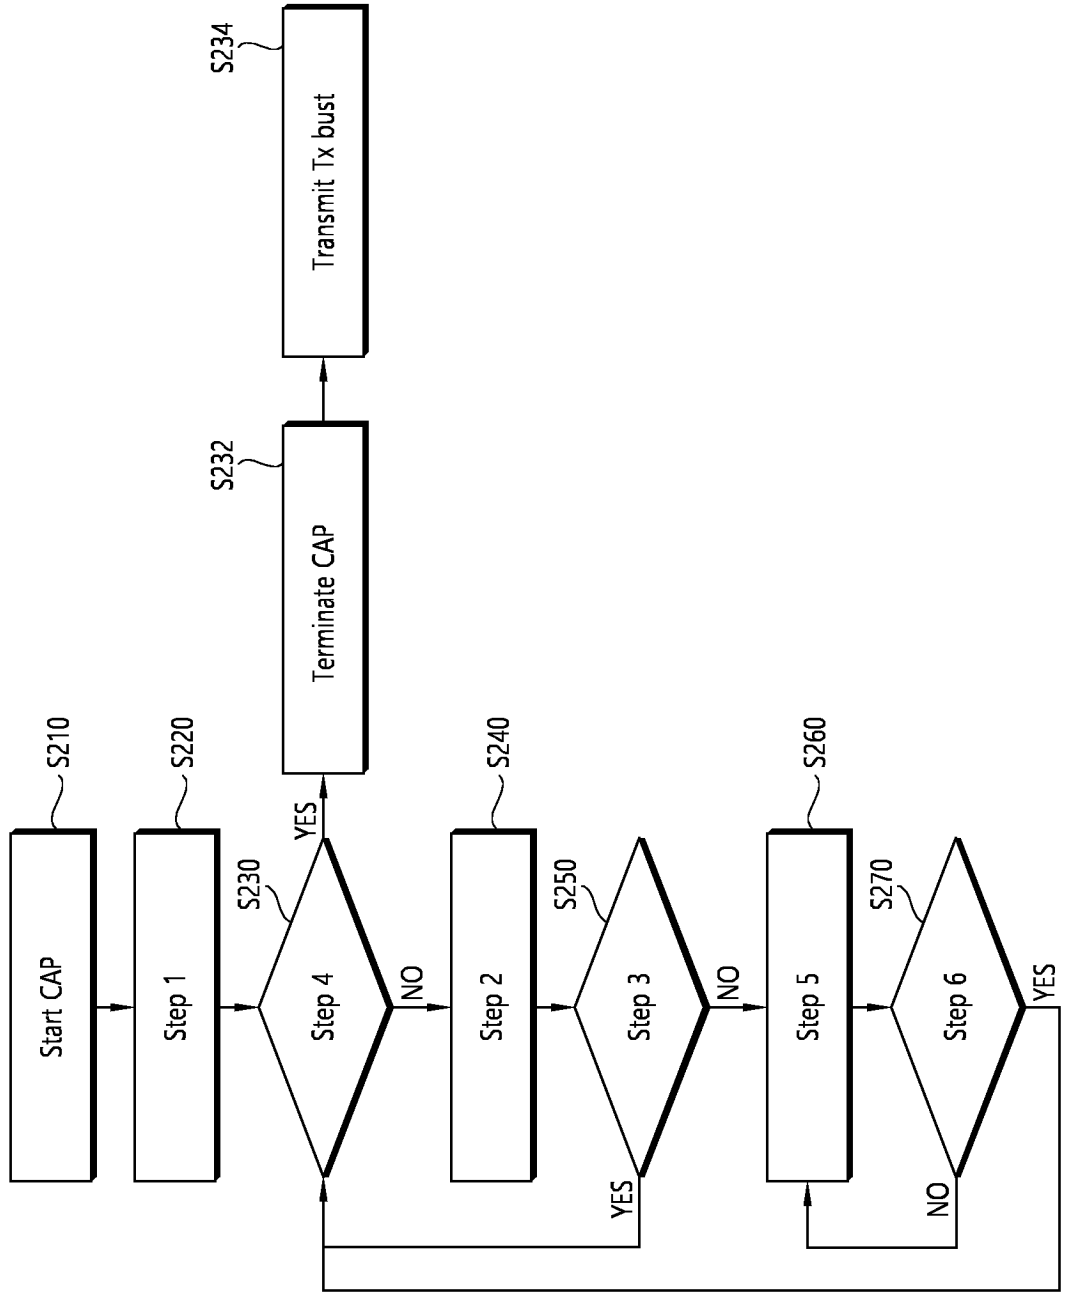 Start CAP
S210
Step 1
S220
Step 4
S230
YES
NO
Terminate CAP
S232
Transmit Tx bust
S234
Step 2
S240
Step 3
S250
YES
NO
Step 5
S260
Step 6
S270
NO
YES